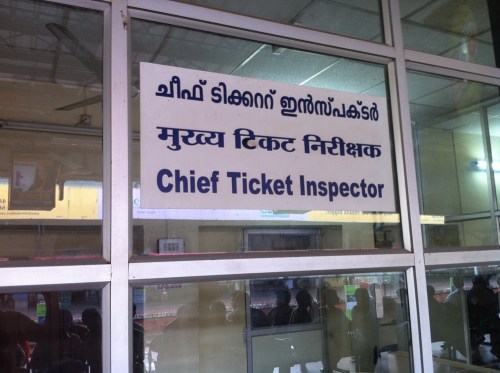 ചീഫ് ടിക്കററ് ഇൻസ്പക്ടർ
मुख्य टिकट निरीक्षक
Chief Ticket Inspector